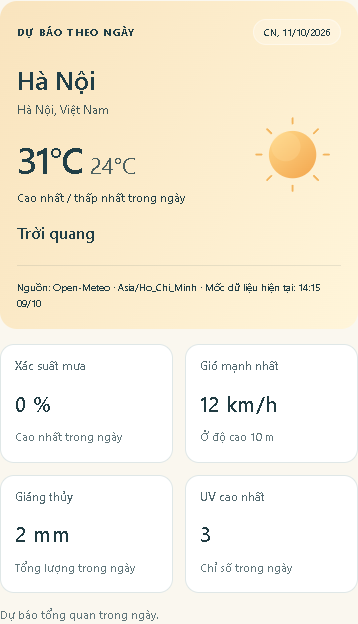 DỰ BÁO THEO NGÀY
CN, 11/10/2026
Hà Nội
Hà Nội, Việt Nam
31°C 24°C
Cao nhất / thấp nhất trong ngày
Trời quang
Nguồn: Open-Meteo · Asia/Ho_Chi_Minh · Mốc dữ liệu hiện tại: 14:15
09/10
Xác suất mưa
0 %
Cao nhất trong ngày
Gió mạnh nhất
12 km/h
Ở độ cao 10 m
Giáng thủy
2 mm
Tổng lượng trong ngày
UV cao nhất
3
Chỉ số trong ngày
Dự báo tổng quan trong ngày.